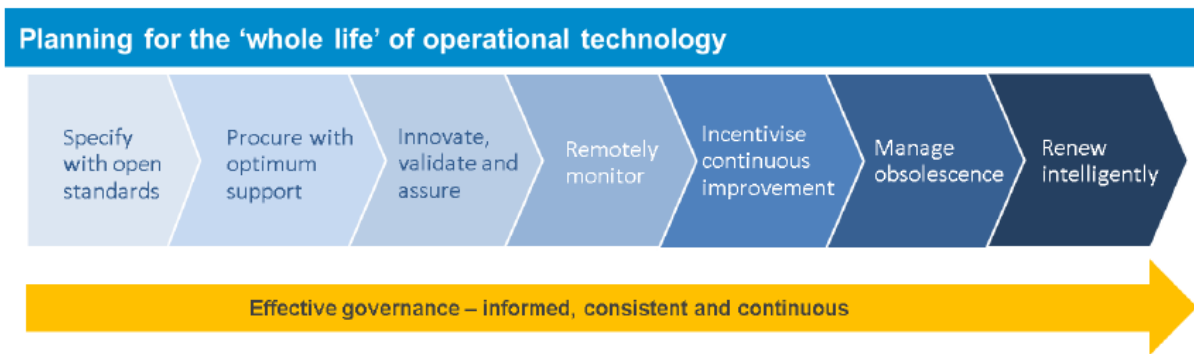 Planning for the ‘whole life’ of operational technology
Specify
with open
standards
Procure with
optimum
support
Innovate,
validate and
assure
Remotely
monitor
Incentivise
continuous
improvement
Manage
obsolescence
Renew
intelligently
Effective governance – informed, consistent and continuous